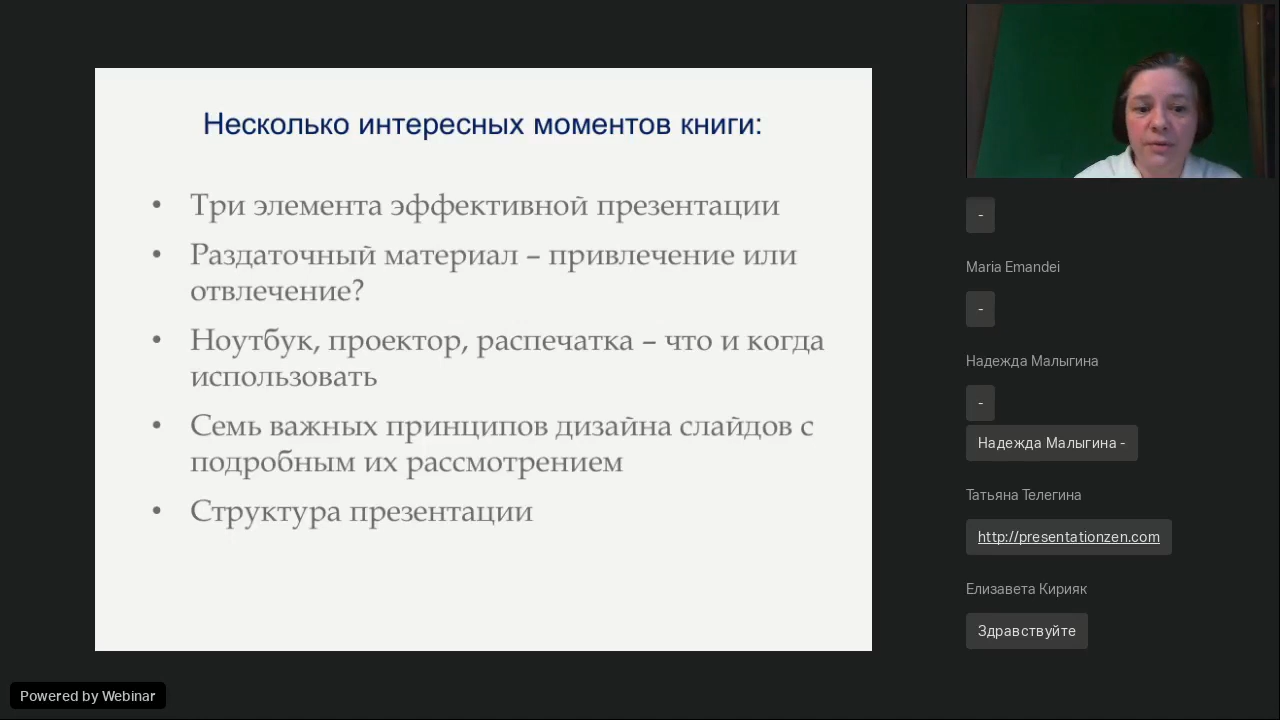 Несколько интересных моментов книги:
• Три элемента эффективной презентации
• Раздаточный материал – привлечение или
отвлечение?
• Ноутбук, проектор, распечатка – что и когда
использовать
• Семь важных принципов дизайна слайдов с
подробным их рассмотрением
• Структура презентации
-
Maria Emandei
-
Надежда Малыгина
-
Надежда Малыгина -
Татьяна Телегина
http://presentationzen.com
Елизавета Кирияк
Здравствуйте
Powered by Webinar